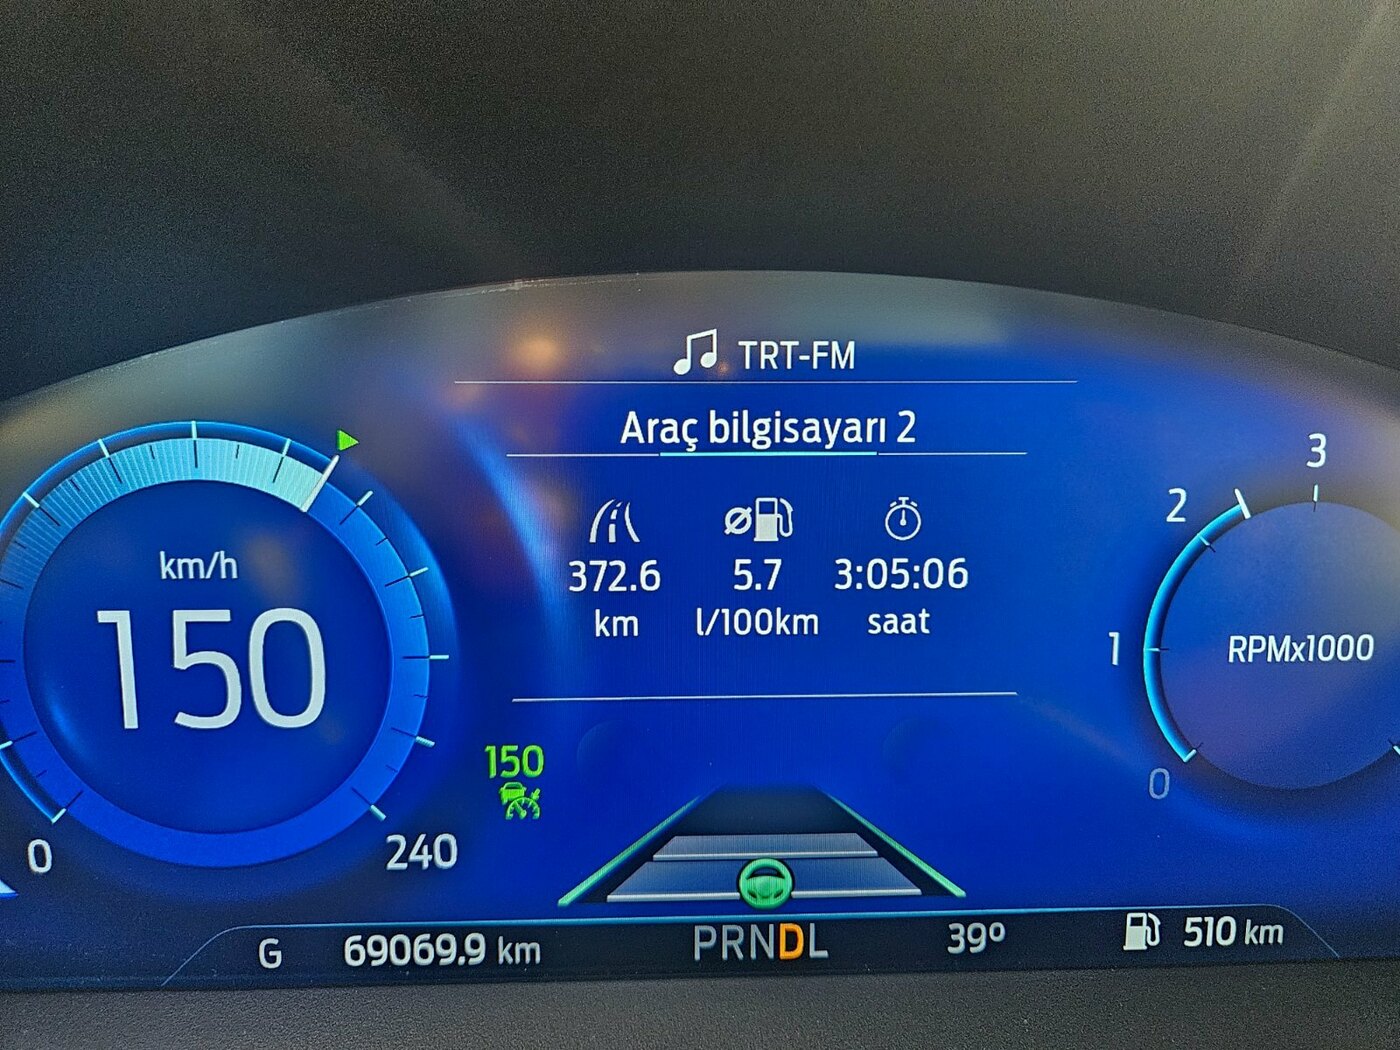 TRT-FM
Araç bilgisayarı 2
372.6 5.7 3:05:06
km l/100km saat
km/h
150
0
240
150
3
2
1
0
RPMx1000
G 69069.9 km PRNDL 39° 510 km